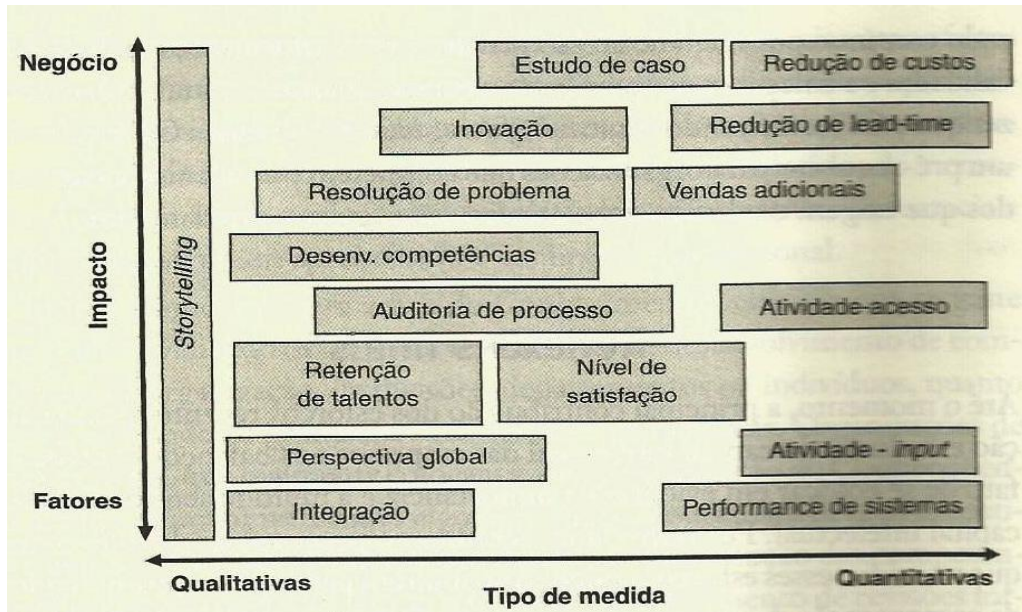 Negócio
Estudo de caso
Redução de custos
Inovação
Redução de lead-time
Resolução de problema
Vendas adicionais
Desenv. competências
Impacto
Storytelling
Auditoria de processo
Atividade-acesso
Retenção
de talentos
Nível de
satisfação
Perspectiva global
Atividade - input
Fatores
Integração
Performance de sistemas
Qualitativas
Tipo de medida
Quantitativas